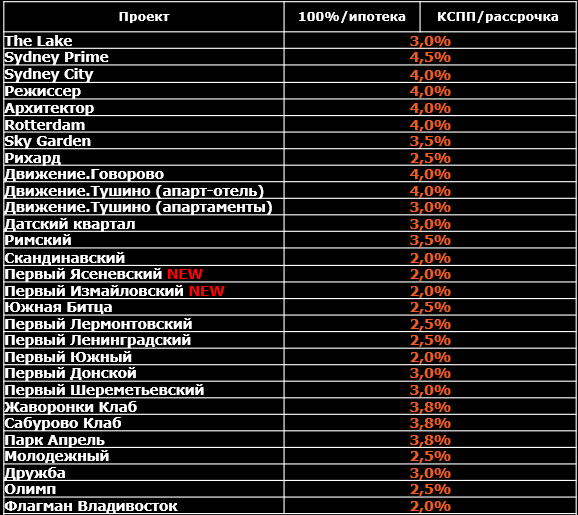 Проект 100%/ипотека КСПП/рассрочка
The Lake 3,0%
Sydney Prime 4,5%
Sydney City 4,0%
Режиссер 4,0%
Архитектор 4,0%
Rotterdam 4,0%
Sky Garden 3,5%
Рихард 2,5%
Движение.Говорово 4,0%
Движение.Тушино (апарт-отель) 4,0%
Движение.Тушино (апартаменты) 3,0%
Датский квартал 3,0%
Римский 3,5%
Скандинавский 2,0%
Первый Ясеневский NEW 2,0%
Первый Измайловский NEW 2,0%
Южная Битца 2,5%
Первый Лермонтовский 2,5%
Первый Ленинградский 2,5%
Первый Южный 2,0%
Первый Донской 3,0%
Первый Шереметьевский 3,0%
Жаворонки Клаб 3,8%
Сабурово Клаб 3,8%
Парк Апрель 3,8%
Молодежный 2,5%
Дружба 3,0%
Олимп 2,5%
Флагман Владивосток 2,0%